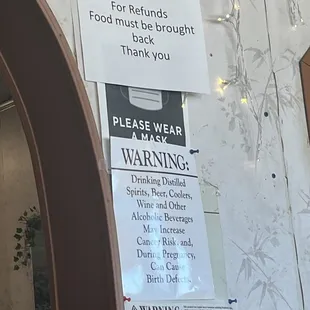 For Refunds
Food must be brought
back
Thank you
PLEASE WEAR
A MASK
WARNING:
Drinking Distilled
Spirits, Beer, Coolers,
Wine and Other
Alcoholic Beverages
May Increase
Cancer Risk, and,
During Pregnancy,
Can Cause
Birth Defects.
WARNING